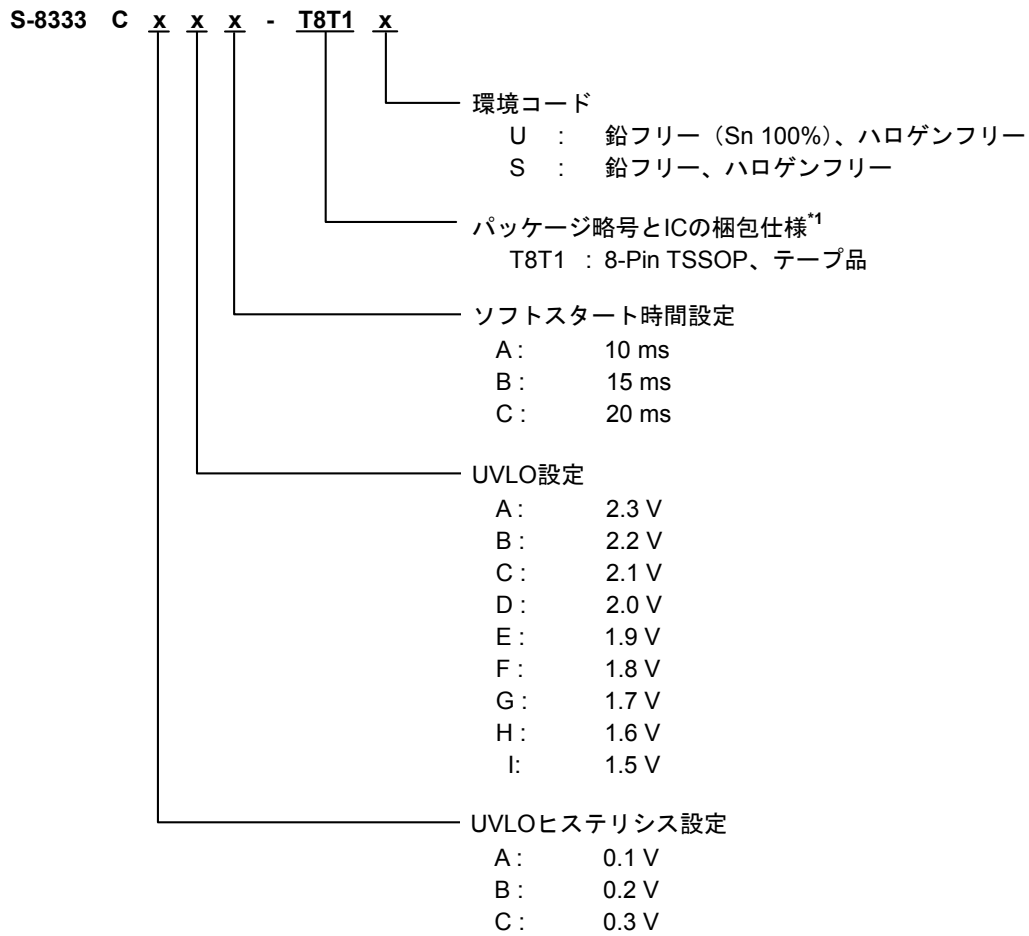 S-8333 C x x x - T8T1 x
環境コード
U : 鉛フリー(Sn 100%)、ハロゲンフリー
S : 鉛フリー、ハロゲンフリー
パッケージ略号とICの梱包仕様*1
T8T1 : 8-Pin TSSOP、テープ品
ソフトスタート時間設定
A : 10 ms
B : 15 ms
C : 20 ms
UVLO設定
A : 2.3 V
B : 2.2 V
C : 2.1 V
D : 2.0 V
E : 1.9 V
F : 1.8 V
G : 1.7 V
H : 1.6 V
I: 1.5 V
UVLOヒステリシス設定
A : 0.1 V
B : 0.2 V
C : 0.3 V